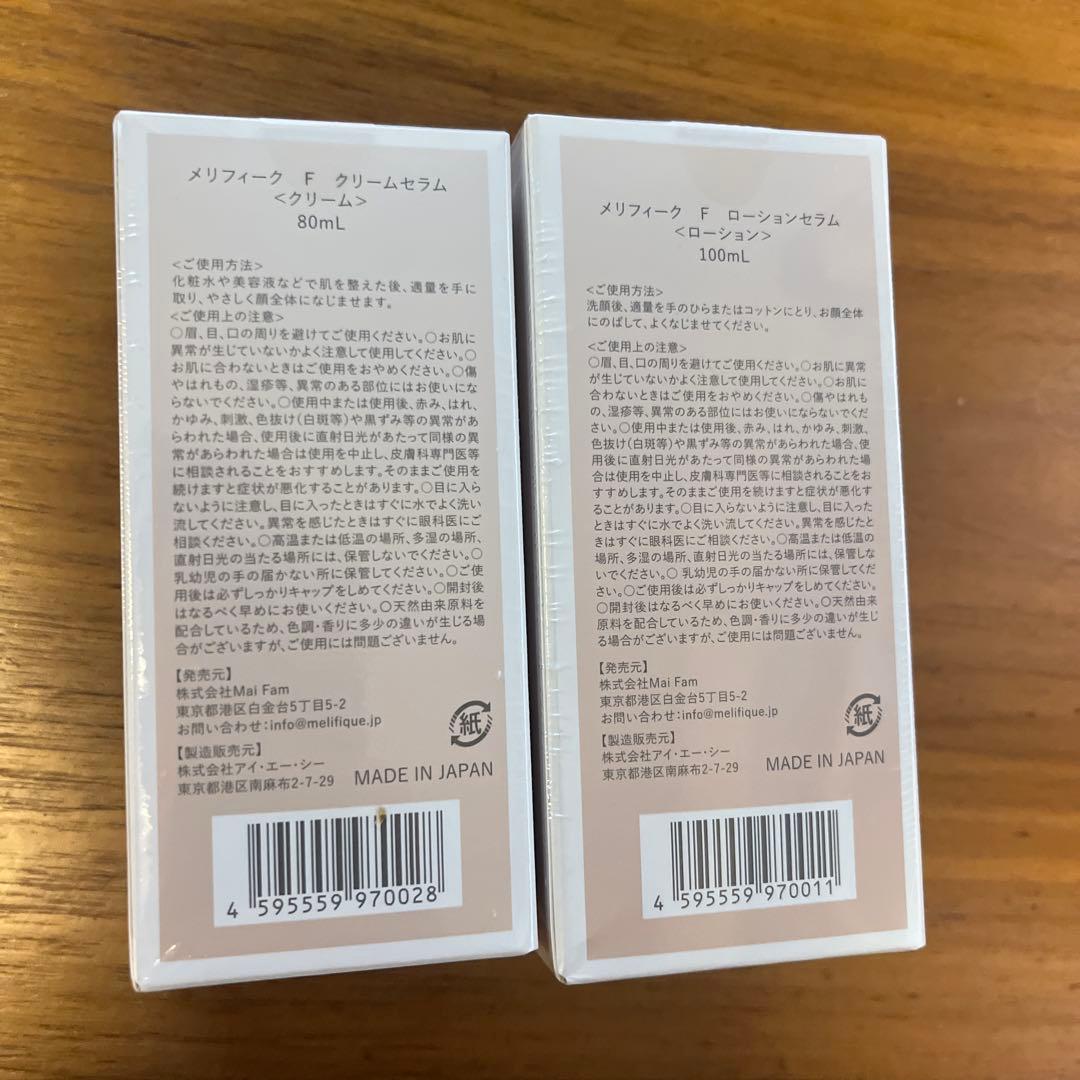 メリフィーク F クリームセラム
<クリーム>
80mL
<ご使用方法>
化粧水や美容液などで肌を整えた後、適量を手に
取り、やさしく顔全体になじませます。
<ご使用上の注意>
○眉、目、口の周りを避けてご使用ください。○お肌に
異常が生じていないかよく注意して使用してください。○
お肌に合わないときはご使用をおやめください。○傷
やはれもの、湿疹等、異常のある部位にはお使いにな
らないでください。○使用中または使用後、赤み、はれ、
かゆみ、刺激、色抜け(白斑等)や黒ずみ等の異常があ
らわれた場合、使用後に直射日光があたって同様の異
常があらわれた場合は使用を中止し、皮膚科専門医等
に相談されることをおすすめします。そのままご使用を
続けますと症状が悪化することがあります。○目に入ら
ないように注意し、目に入ったときはすぐに水でよく洗い
流してください。異常を感じたときはすぐに眼科医にご
相談ください。○高温または低温の場所、多湿の場所、
直射日光の当たる場所には、保管しないでください。○
乳幼児の手の届かない所に保管してください。○ご使
用後は必ずしっかりキャップをしめてください。○開封後
はなるべく早めにお使いください。○天然由来原料を
配合しているため、色調・香りに多少の違いが生じる場
合がございますが、ご使用には問題ございません。
【発売元】
株式会社Mai Fam
東京都港区白金台5丁目5-2
お問い合わせ:info@melifique.jp
【製造販売元】
株式会社アイ・エー・シー
東京都港区南麻布2-7-29
紙
MADE IN JAPAN
4 595559 970028
メリフィーク F ローションセラム
<ローション>
100mL
<ご使用方法>
洗顔後、適量を手のひらまたはコットンにとり、お顔全体
にのばして、よくなじませてください。
<ご使用上の注意>
○眉、目、口の周りを避けてご使用ください。○お肌に異常
が生じていないかよく注意して使用してください。○お肌に
合わないときはご使用をおやめください。○傷やはれも
の、湿疹等、異常のある部位にはお使いにならないでくだ
さい。○使用中または使用後、赤み、はれ、かゆみ、刺激、
色抜け(白斑等)や黒ずみ等の異常があらわれた場合、使
用後に直射日光があたって同様の異常があらわれた場合
は使用を中止し、皮膚科専門医等に相談されることをお
すすめします。そのままご使用を続けますと症状が悪化す
ることがあります。○目に入らないように注意し、目に入っ
たときはすぐに水でよく洗い流してください。異常を感じた
ときはすぐに眼科医にご相談ください。○高温または低温の
場所、多湿の場所、直射日光の当たる場所には、保管しな
いでください。○ 乳幼児の手の届かない所に保管してくだ
さい。○ご使用後は必ずしっかりキャップをしめてください。
○開封後はなるべく早めにお使いください。○天然由来
原料を配合しているため、色調・香りに多少の違いが生じ
る場合がございますが、ご使用には問題ございません。
【発売元】
株式会社Mai Fam
東京都港区白金台5丁目5-2
お問い合わせ:info@melifique.jp
【製造販売元】
株式会社アイ・エー・シー
東京都港区南麻布2-7-29
紙
MADE IN JAPAN
4 595559 970011